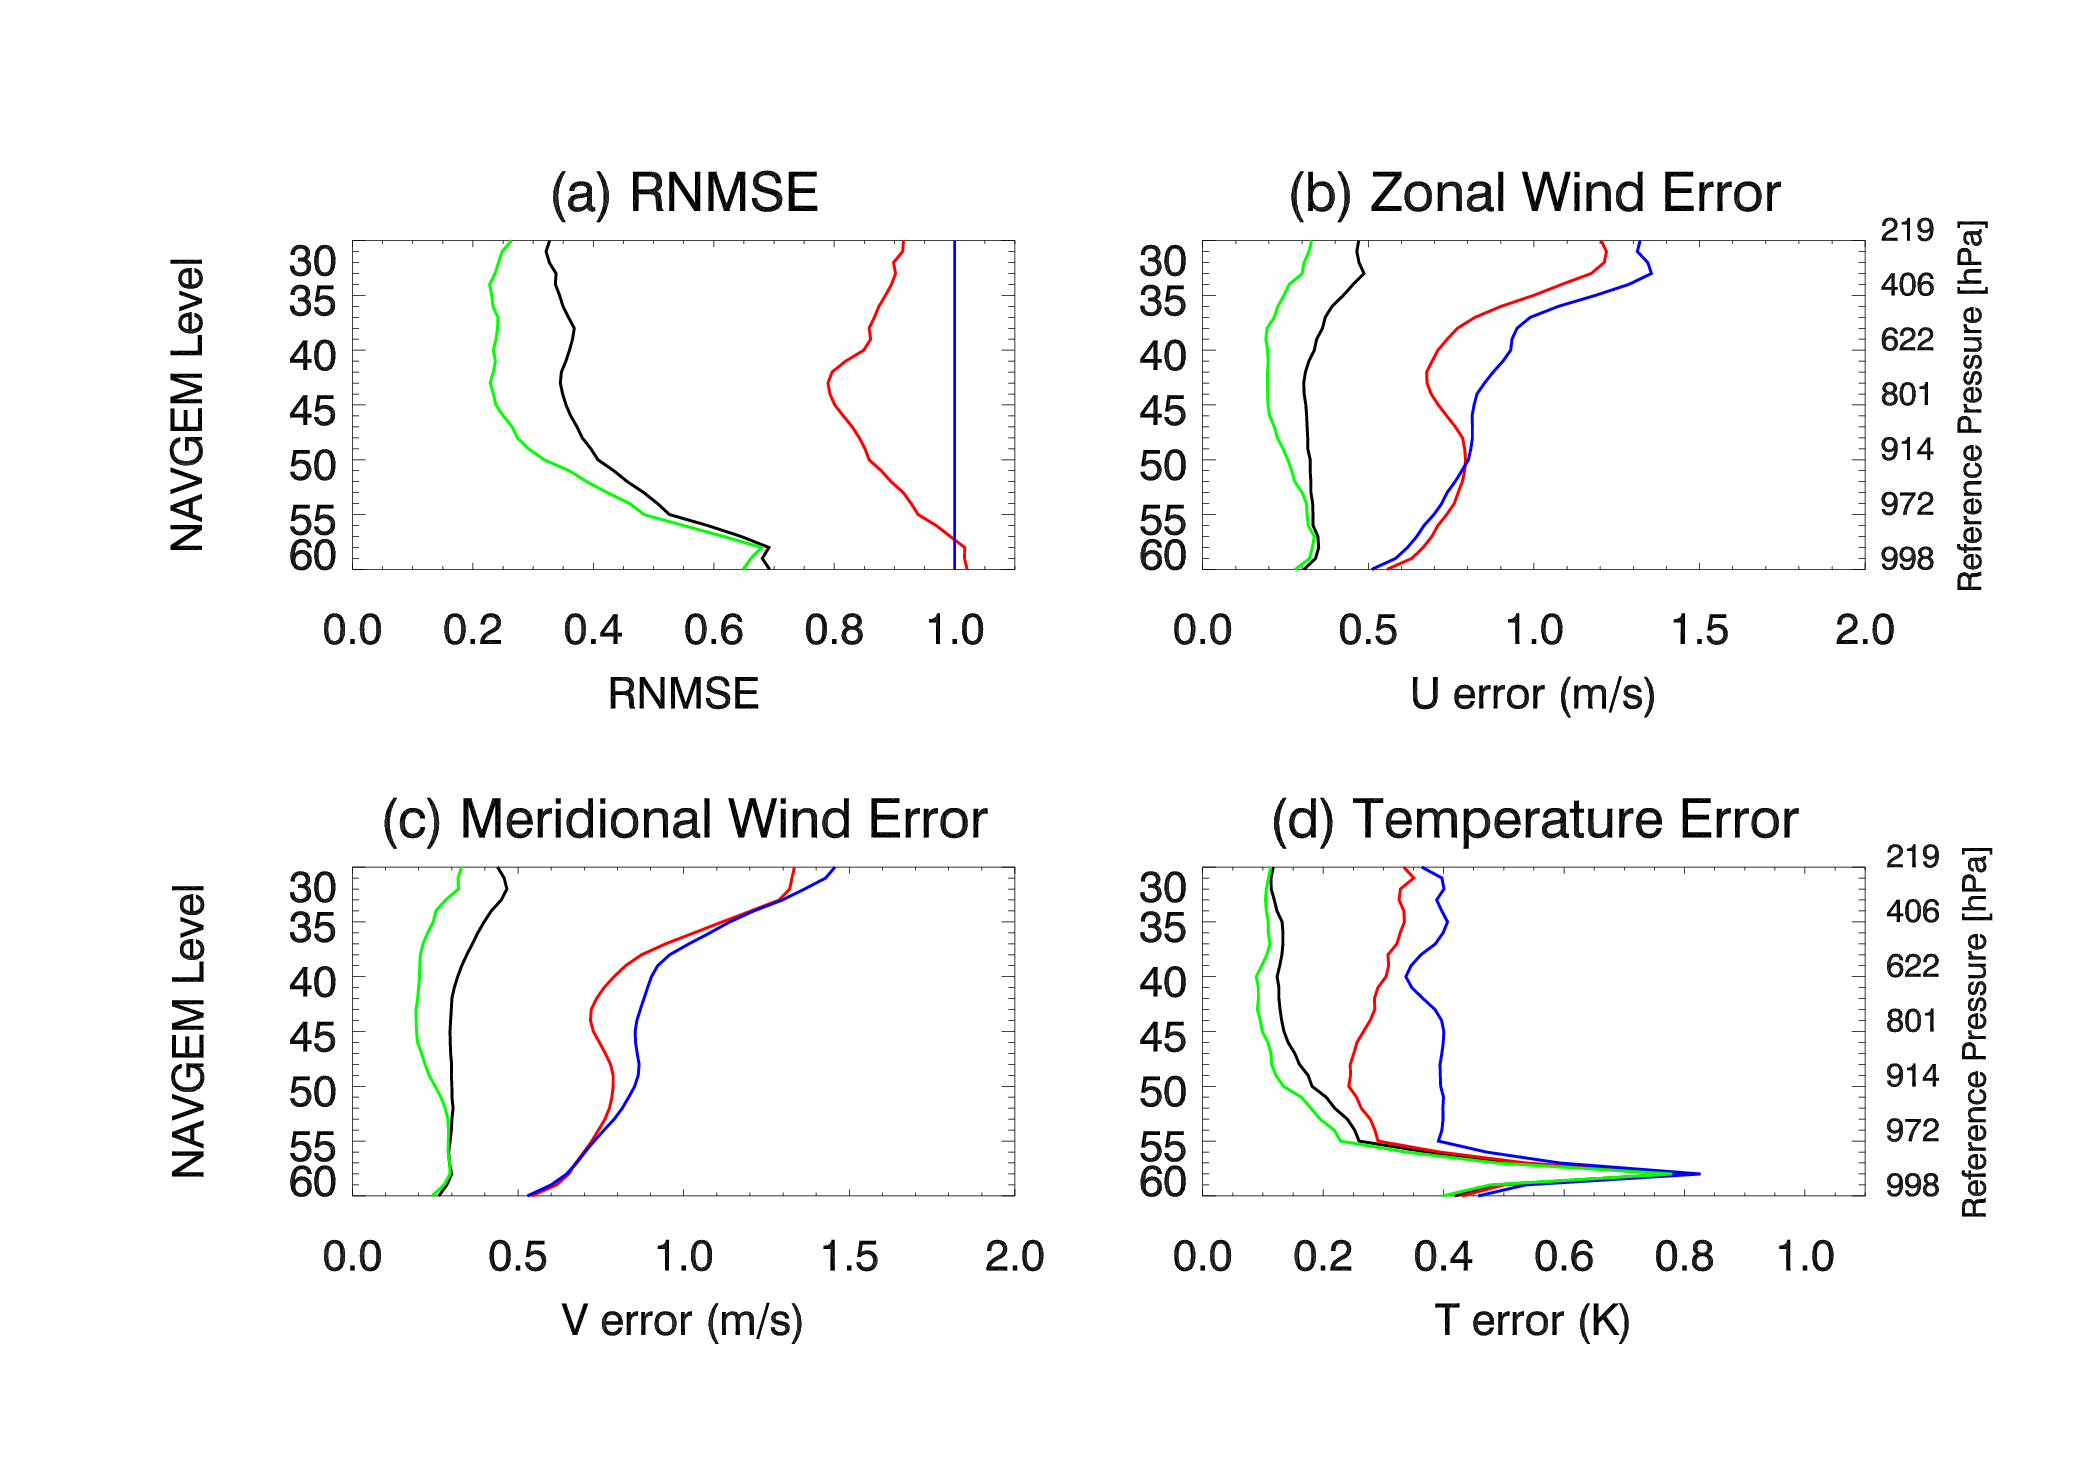 (a) RNMSE
NAVGEM Level
30
35
40
45
50
55
60
0.0 0.2 0.4 0.6 0.8 1.0
RNMSE
(b) Zonal Wind Error
30
35
40
45
50
55
60
219
406
622
801
914
972
998
Reference Pressure [hPa]
0.0 0.5 1.0 1.5 2.0
U error (m/s)
(c) Meridional Wind Error
NAVGEM Level
30
35
40
45
50
55
60
0.0 0.5 1.0 1.5 2.0
V error (m/s)
(d) Temperature Error
30
35
40
45
50
55
60
219
406
622
801
914
972
998
Reference Pressure [hPa]
0.0 0.2 0.4 0.6 0.8 1.0
T error (K)